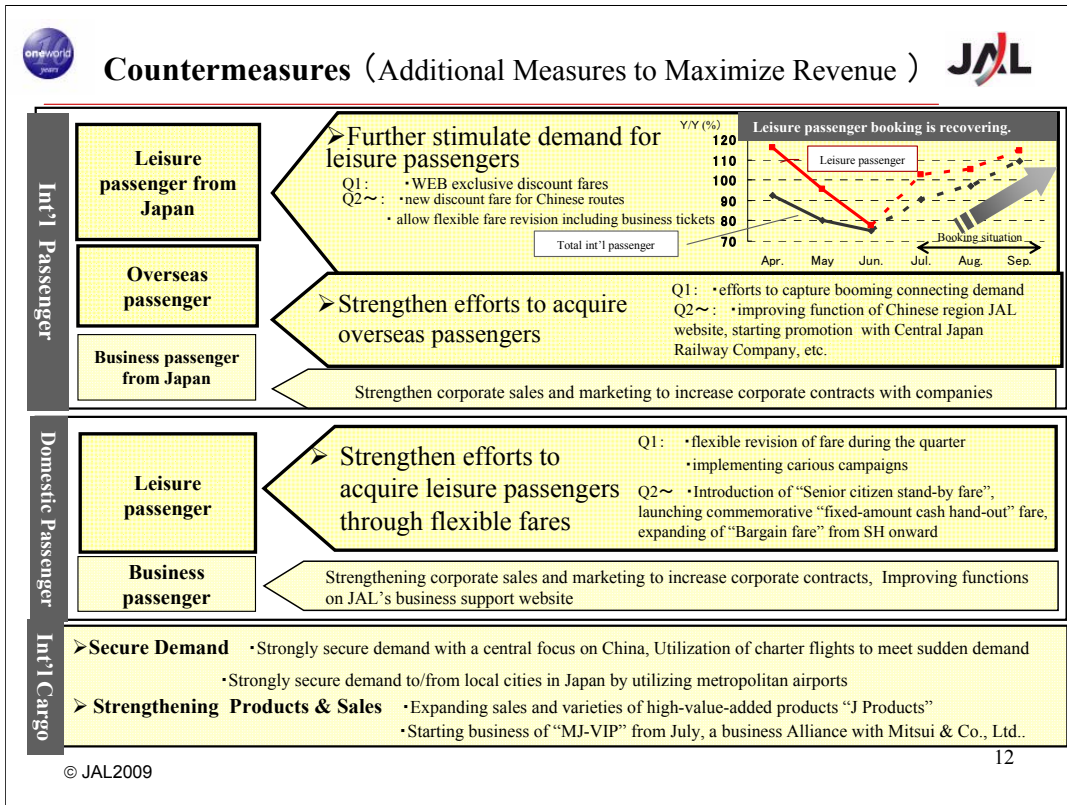 oneworld
10
years
Countermeasures (Additional Measures to Maximize Revenue )
JAL
Int'l Passenger
Leisure
passenger from
Japan
➢Further stimulate demand for
leisure passengers
Q1: ・WEB exclusive discount fares
Q2～: ・new discount fare for Chinese routes
・allow flexible fare revision including business tickets
Y/Y (%)
Leisure passenger booking is recovering.
120
110
100
90
80
70
Leisure passenger
Total int'l passenger
Booking situation
Apr. May Jun. Jul. Aug. Sep.
Overseas
passenger
➢Strengthen efforts to acquire
overseas passengers
Q1: ・efforts to capture booming connecting demand
Q2～: ・improving function of Chinese region JAL
website, starting promotion with Central Japan
Railway Company, etc.
Business passenger
from Japan
Strengthen corporate sales and marketing to increase corporate contracts with companies
Domestic Passenger
Leisure
passenger
➢ Strengthen efforts to
acquire leisure passengers
through flexible fares
Q1: ・flexible revision of fare during the quarter
・implementing carious campaigns
Q2～ ・Introduction of “Senior citizen stand-by fare”,
launching commemorative “fixed-amount cash hand-out” fare,
expanding of “Bargain fare” from SH onward
Business
passenger
Strengthening corporate sales and marketing to increase corporate contracts, Improving functions
on JAL's business support website
Int'l Cargo
➢Secure Demand ・Strongly secure demand with a central focus on China, Utilization of charter flights to meet sudden demand
・Strongly secure demand to/from local cities in Japan by utilizing metropolitan airports
➢ Strengthening Products & Sales ・Expanding sales and varieties of high-value-added products “J Products”
・Starting business of “MJ-VIP” from July, a business Alliance with Mitsui & Co., Ltd..
12
© JAL2009